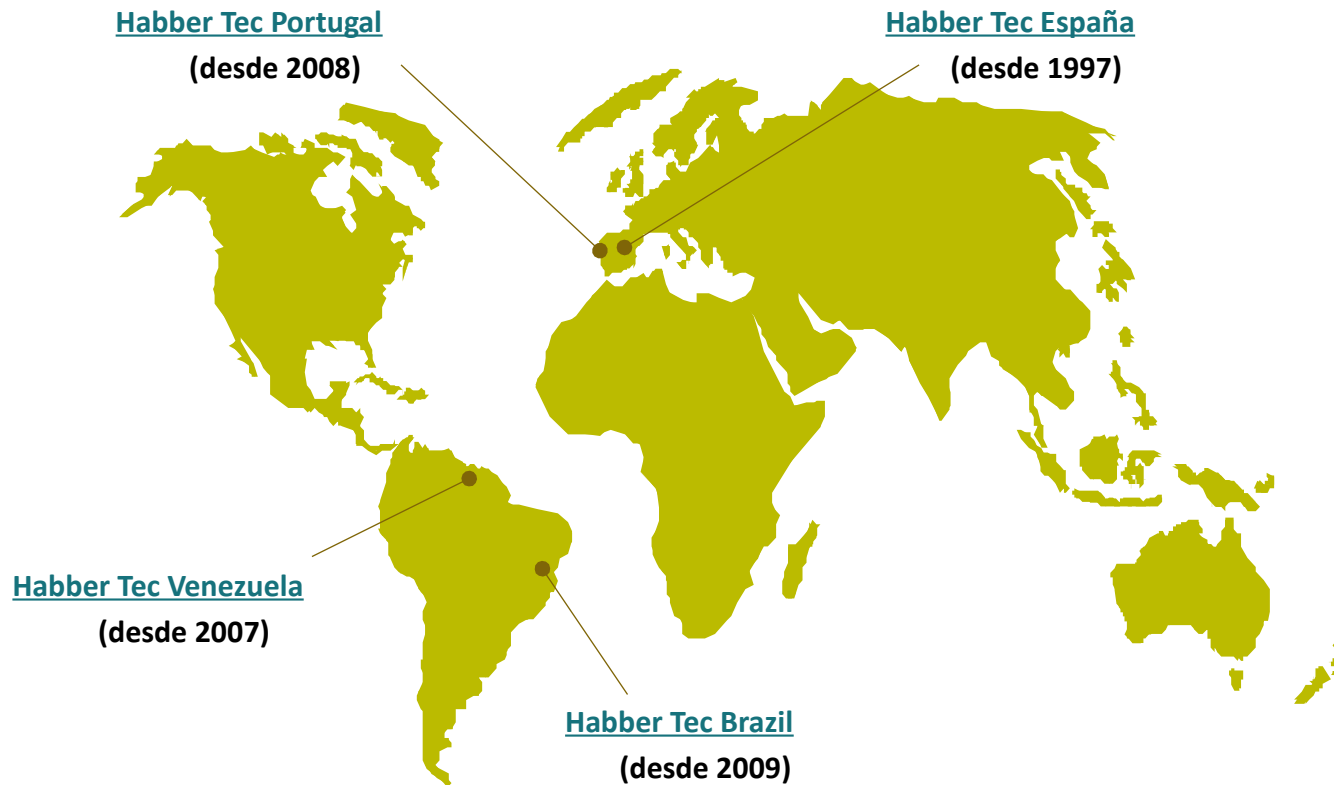 Habber Tec Portugal
(desde 2008)
Habber Tec España
(desde 1997)
Habber Tec Venezuela
(desde 2007)
Habber Tec Brazil
(desde 2009)